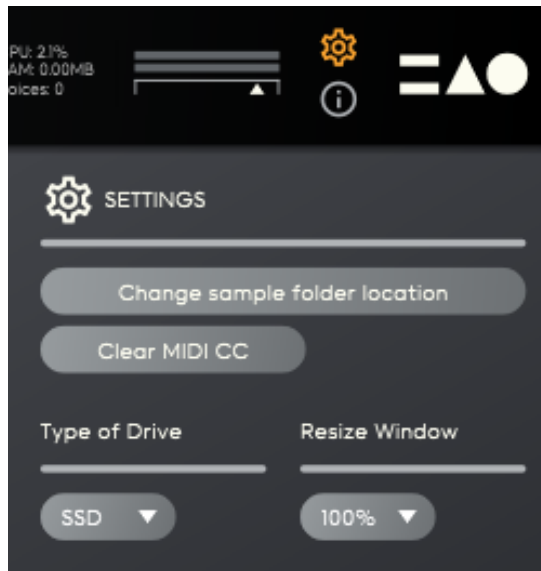 PU: 2.1%
AM: 0.00MB
oices: 0
SETTINGS
Change sample folder location
Clear MIDI CC
Type of Drive
Resize Window
SSD
100%